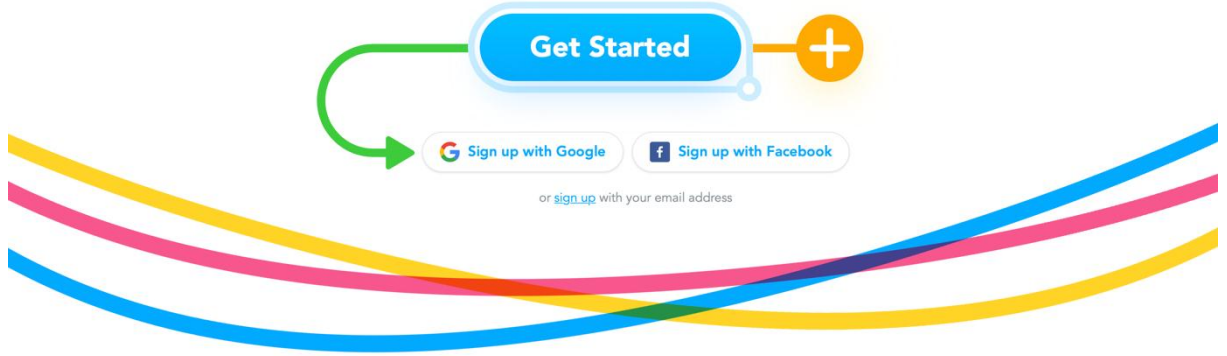 Get Started
Sign up with Google
Sign up with Facebook
or sign up with your email address